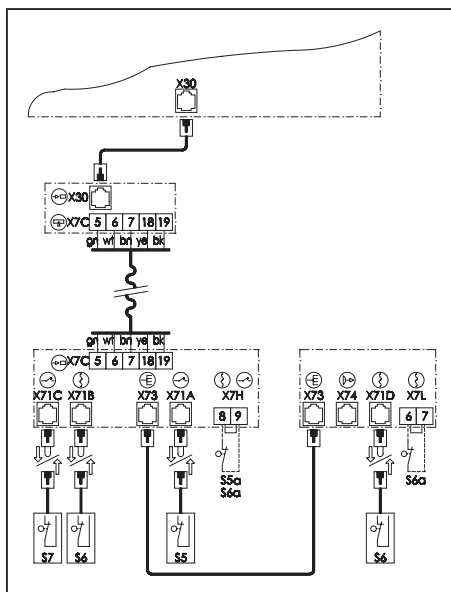 X30
X30
X7C 5 6 7 18 19
gn wt bn ye bk
gn wt bn ye bk
X7C 5 6 7 18 19
X71C X71B X73 X71A X7H X73 X74 X71D X7L
8 9 6 7
S5a S6a
S6a
S7 S6 S5 S6